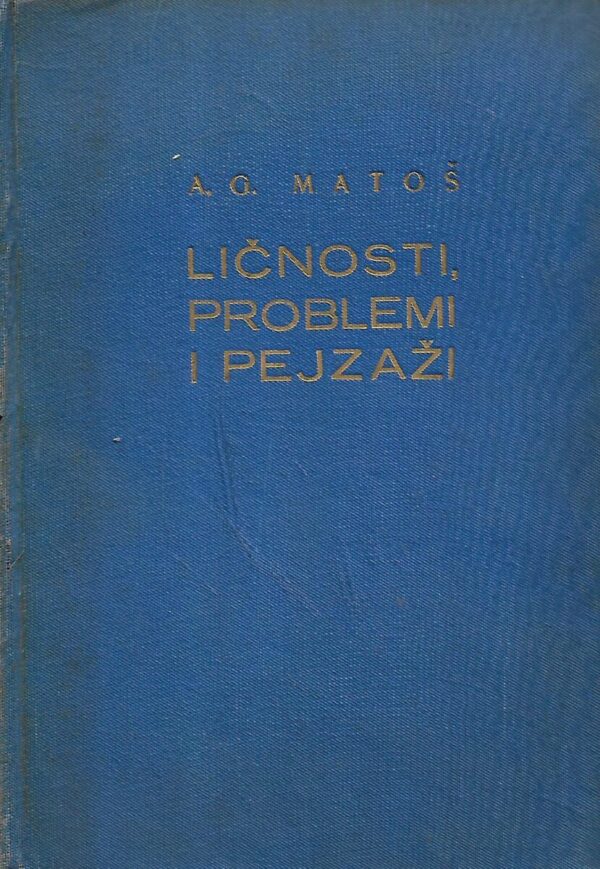 A. G. MATOŠ
LIČNOSTI,
PROBLEMI
I PEJZAŽI